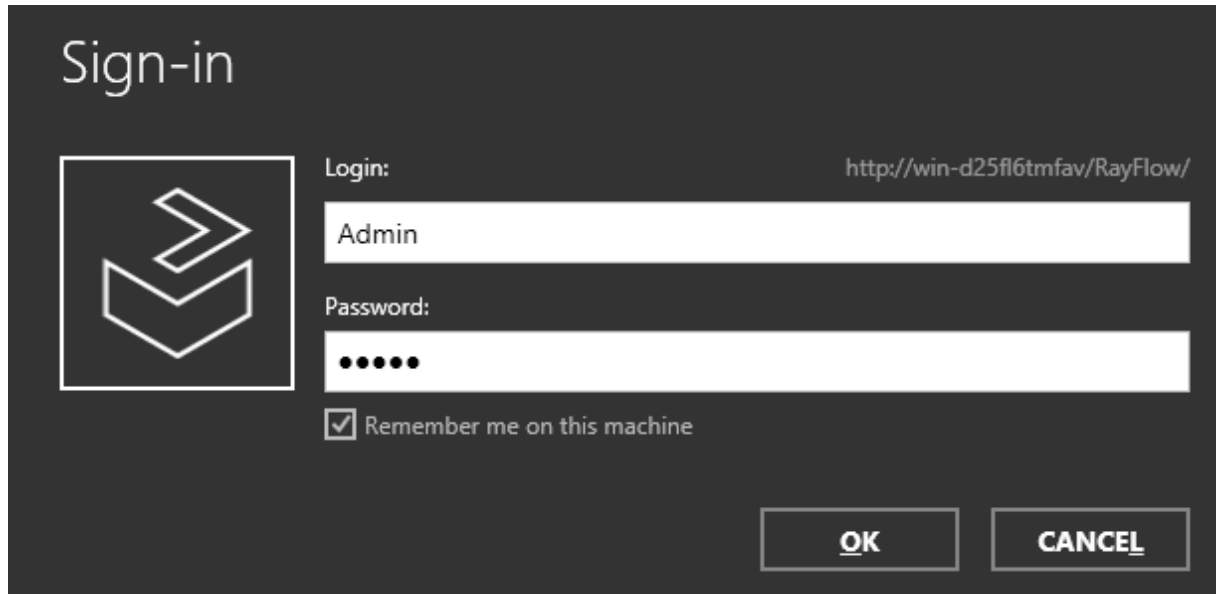 Sign-in
Login: http://win-d25fl6tmfav/RayFlow/
Admin
Password:
●●●●●
Remember me on this machine
OK CANCEL